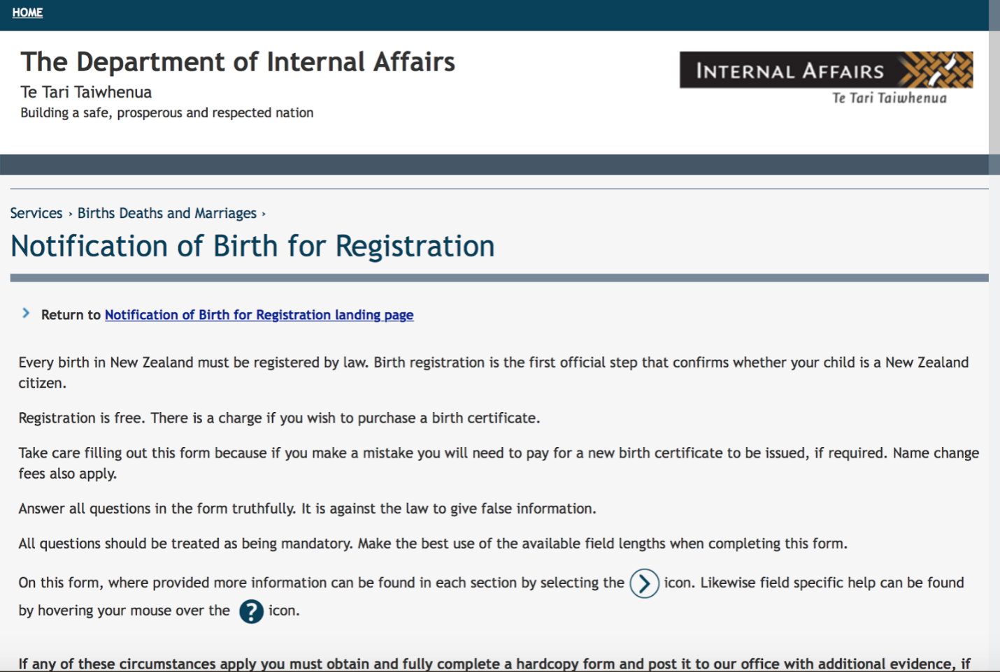 HOME
The Department of Internal Affairs
Te Tari Taiwhenua
Building a safe, prosperous and respected nation
INTERNAL AFFAIRS
Te Tari Taiwhenua
Services › Births Deaths and Marriages ›
Notification of Birth for Registration
Return to Notification of Birth for Registration landing page
Every birth in New Zealand must be registered by law. Birth registration is the first official step that confirms whether your child is a New Zealand
citizen.
Registration is free. There is a charge if you wish to purchase a birth certificate.
Take care filling out this form because if you make a mistake you will need to pay for a new birth certificate to be issued, if required. Name change
fees also apply.
Answer all questions in the form truthfully. It is against the law to give false information.
All questions should be treated as being mandatory. Make the best use of the available field lengths when completing this form.
On this form, where provided more information can be found in each section by selecting the icon. Likewise field specific help can be found
by hovering your mouse over the ? icon.
If any of these circumstances apply you must obtain and fully complete a hardcopy form and post it to our office with additional evidence, if